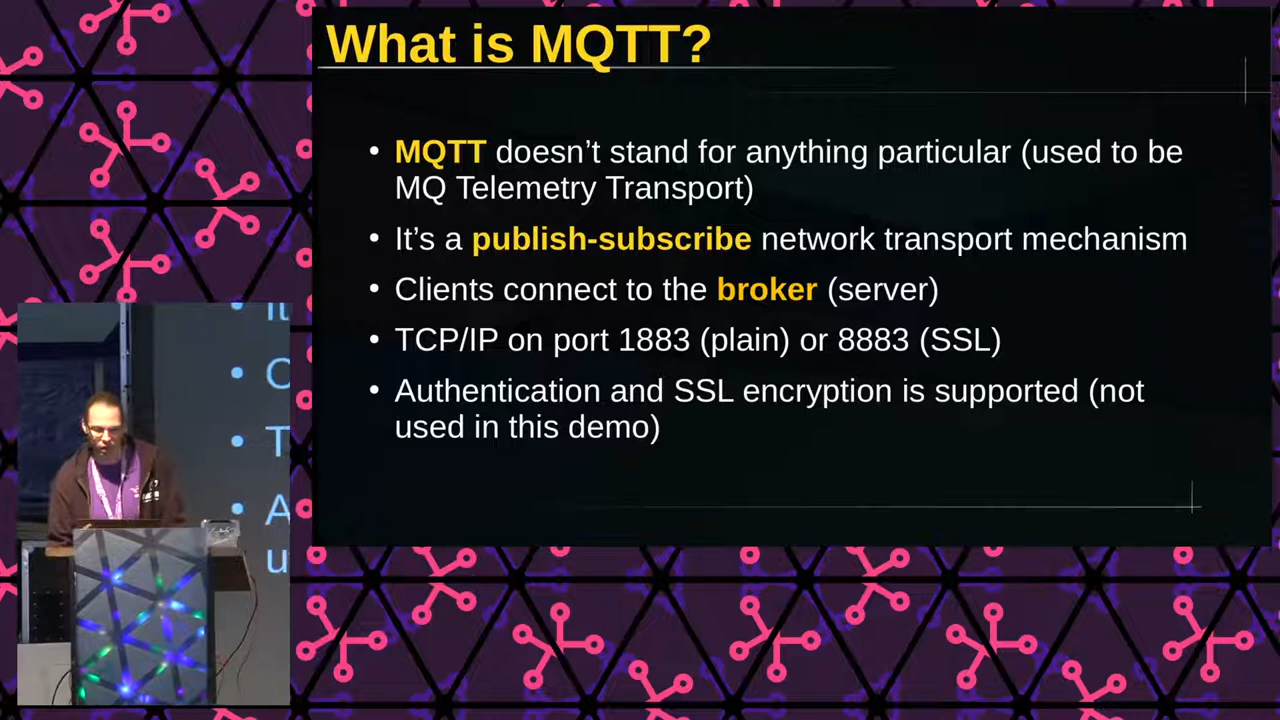 What is MQTT?
• MQTT doesn’t stand for anything particular (used to be
MQ Telemetry Transport)
• It’s a publish-subscribe network transport mechanism
• Clients connect to the broker (server)
• TCP/IP on port 1883 (plain) or 8883 (SSL)
• Authentication and SSL encryption is supported (not
used in this demo)
• It
• C
• T
• A
u